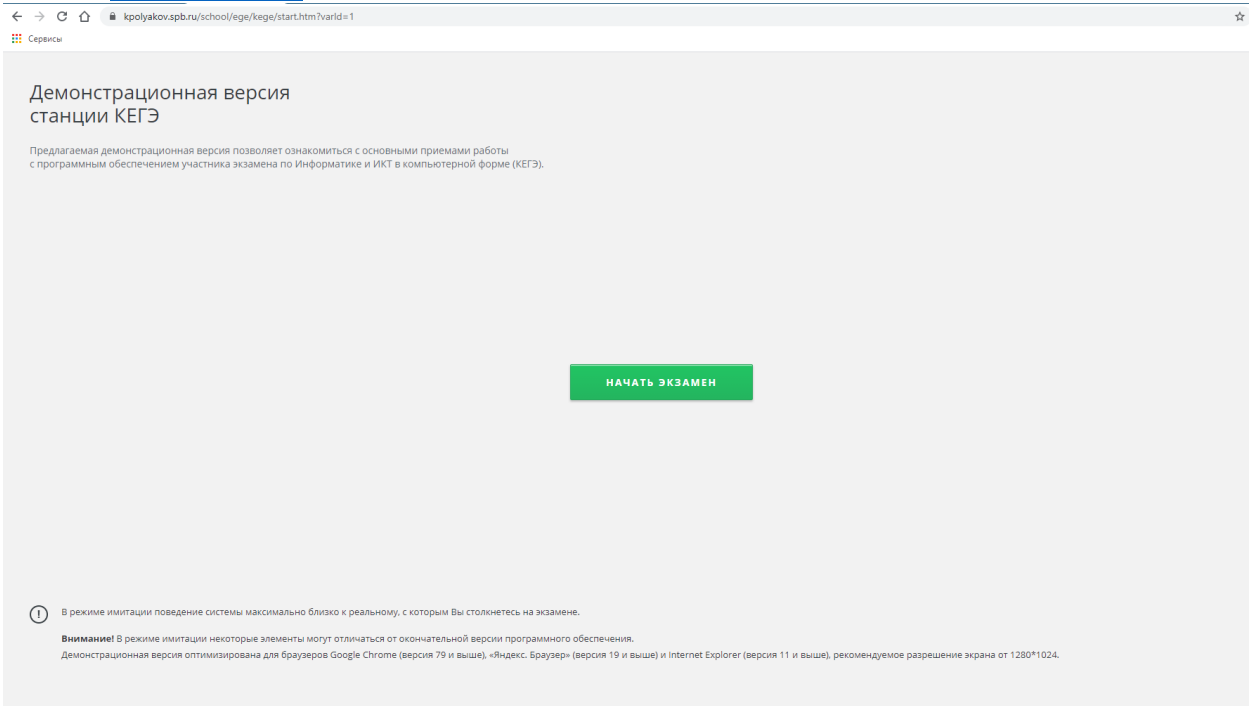 kpolyakov.spb.ru/school/ege/kege/start.htm?varId=1
Сервисы
Демонстрационная версия
станции КЕГЭ
Предлагаемая демонстрационная версия позволяет ознакомиться с основными приемами работы
с программным обеспечением участника экзамена по Информатике и ИКТ в компьютерной форме (КЕГЭ).
НАЧАТЬ ЭКЗАМЕН
В режиме имитации поведение системы максимально близко к реальному, с которым Вы столкнетесь на экзамене.
Внимание! В режиме имитации некоторые элементы могут отличаться от окончательной версии программного обеспечения.
Демонстрационная версия оптимизирована для браузеров Google Chrome (версия 79 и выше), «Яндекс. Браузер» (версия 19 и выше) и Internet Explorer (версия 11 и выше), рекомендуемое разрешение экрана от 1280*1024.